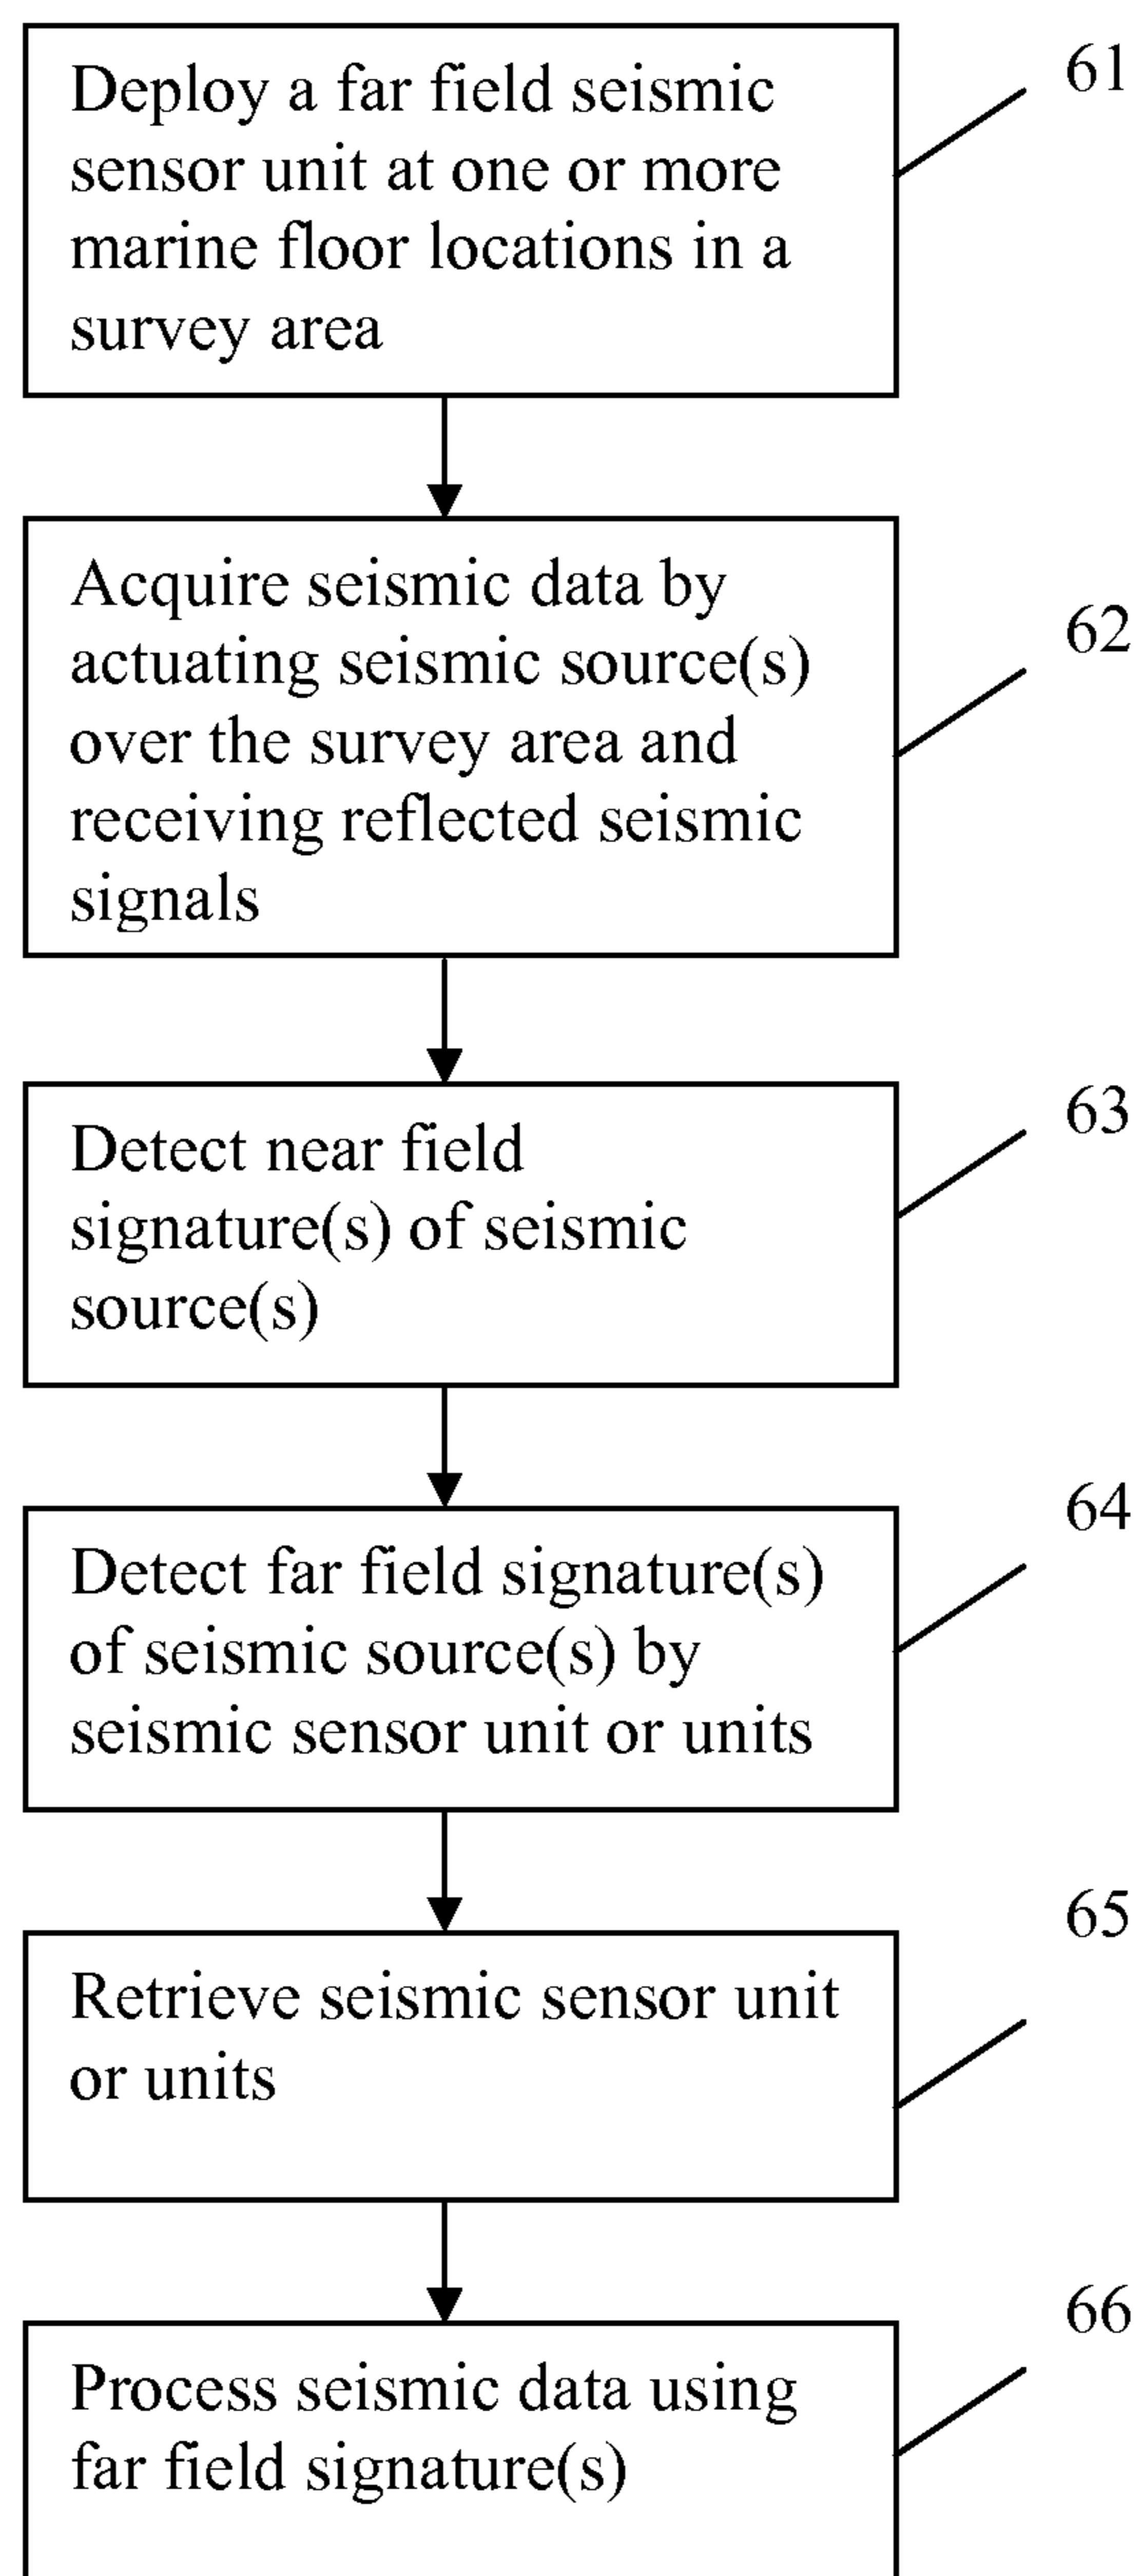 Deploy a far field seismic
sensor unit at one or more
marine floor locations in a
survey area
61
Acquire seismic data by
actuating seismic source(s)
over the survey area and
receiving reflected seismic
signals
62
Detect near field
signature(s) of seismic
source(s)
63
Detect far field signature(s)
of seismic source(s) by
seismic sensor unit or units
64
Retrieve seismic sensor unit
or units
65
Process seismic data using
far field signature(s)
66